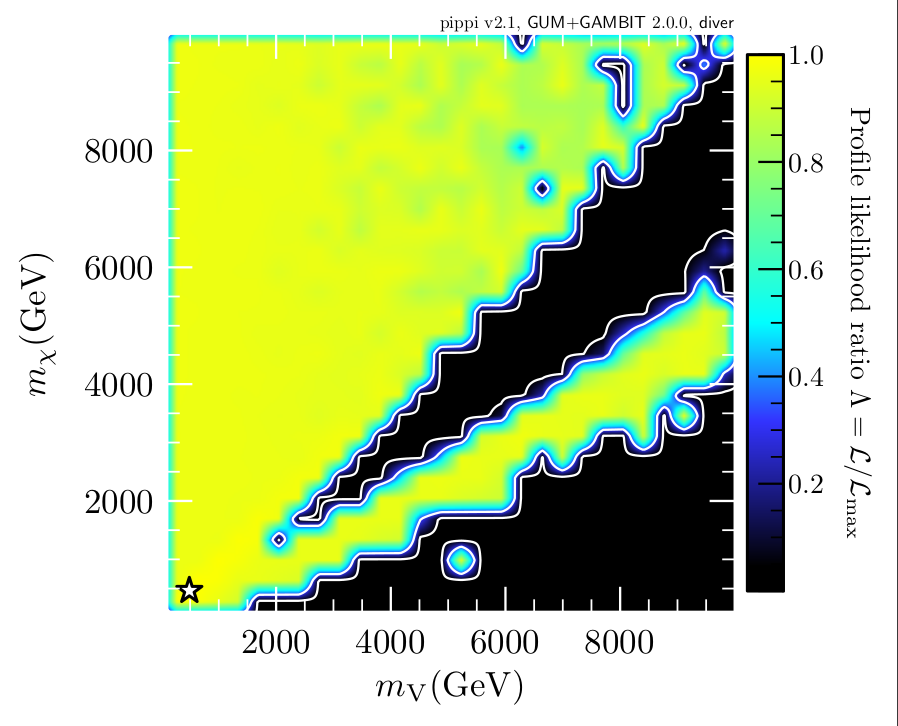 pippi v2.1, GUM+GAMBIT 2.0.0, diver
1.0
0.8
0.6
0.4
0.2
Profile likelihood ratio Λ = ℒ/ℒmax
8000
6000
4000
2000
mχ(GeV)
2000 4000 6000 8000
mV(GeV)